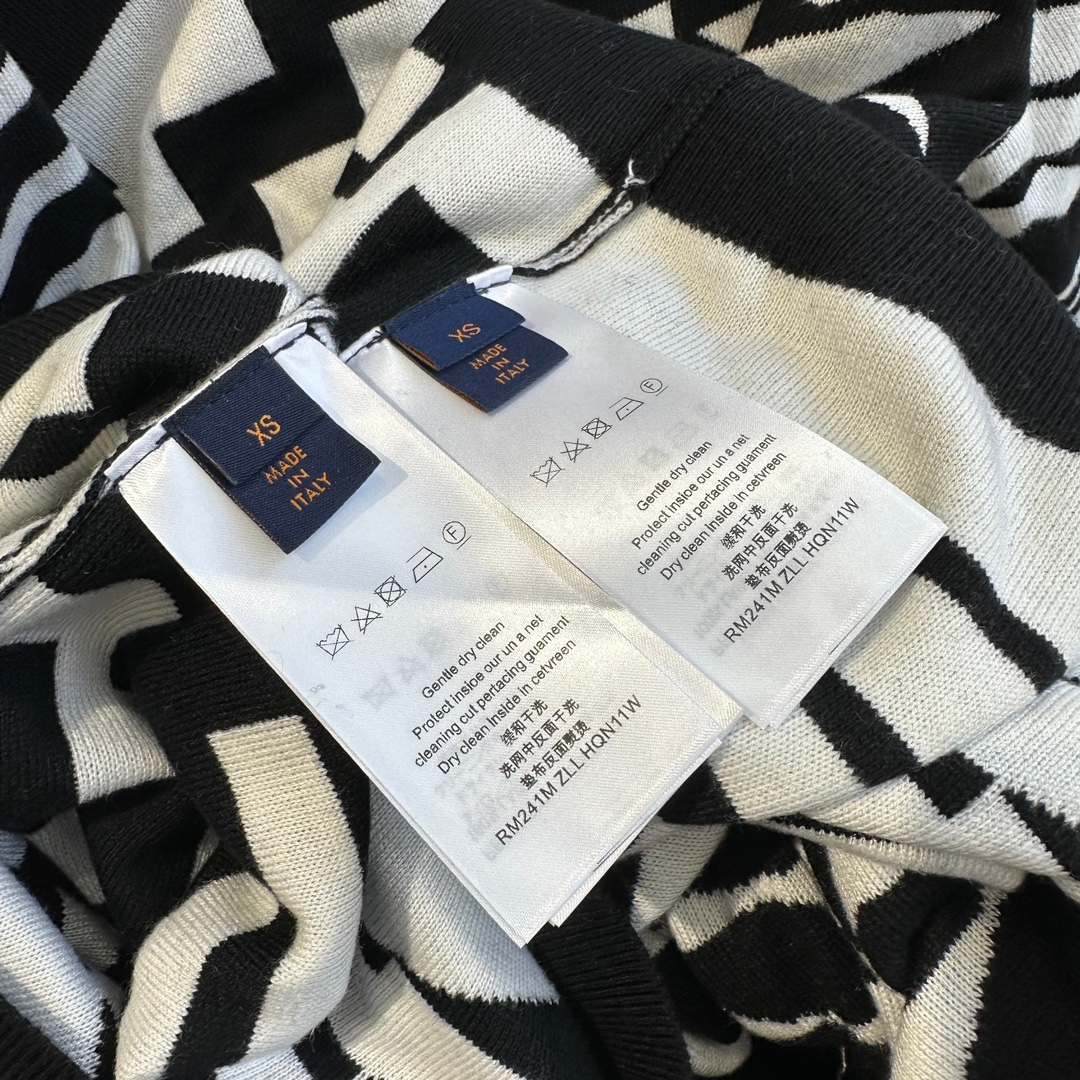 XS
MADE
IN
ITALY
F
Gentle dry clean
Protect insioe our un a net
cleaning cut pertacing guament
Dry clean Inside in cetvreen
缓和干洗
洗网中反面干洗
垫布反面敷烫
RM241M ZLL HQN11W
XS
MADE
IN
ITALY
F
Gentle dry clean
Protect insioe our un a net
cleaning cut pertacing guament
Dry clean Inside in cetvreen
缓和干洗
洗网中反面干洗
垫布反面敷烫
RM241M ZLL HQN11W